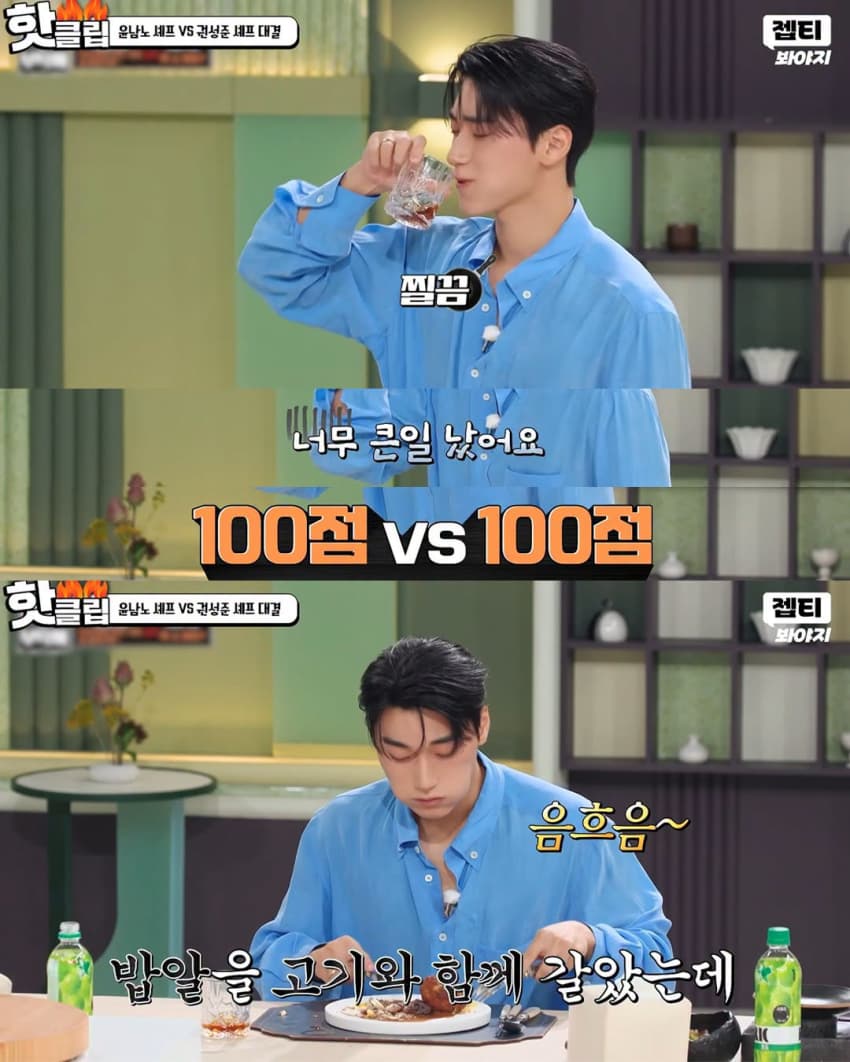 핫클립
윤남노 셰프 VS 권성준 셰프 대결
젭티
봐야지
찔끔
너무 큰일 났어요
100점 VS 100점
핫클립
윤남노 셰프 VS 권성준 셰프 대결
젭티
봐야지
음흐음~
밥알을 고기와 함께 갈았는데